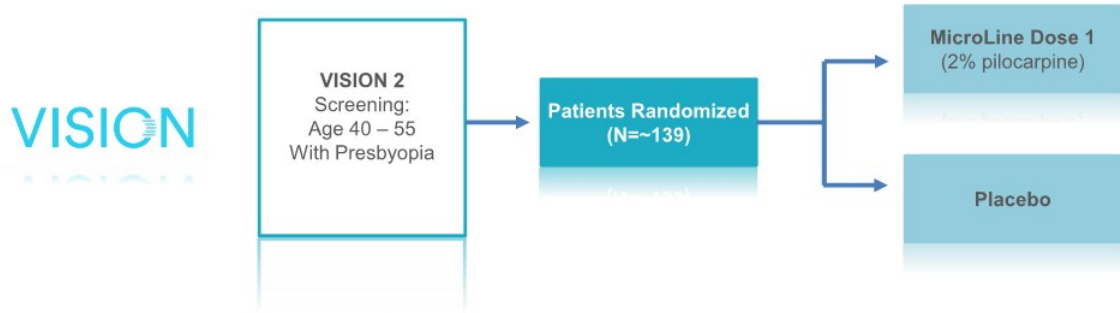 VISION
VISION 2
Screening:
Age 40 – 55
With Presbyopia
Patients Randomized
(N=~139)
MicroLine Dose 1
(2% pilocarpine)
Placebo